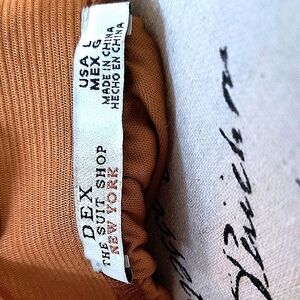 DEX
THE SUIT SHOP
NEW YORK
USA L
MEX G
MADE IN CHINA
HECHO EN CHINA